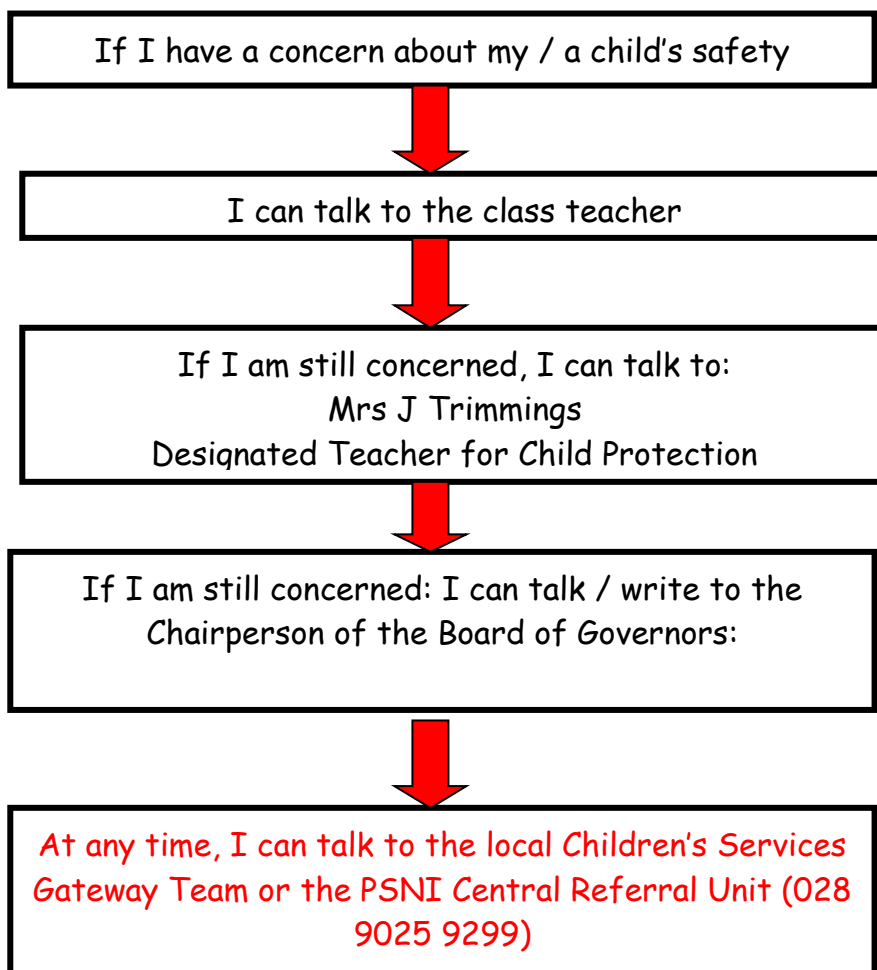 If I have a concern about my / a child's safety
I can talk to the class teacher
If I am still concerned, I can talk to:
Mrs J Trimmings
Designated Teacher for Child Protection
If I am still concerned: I can talk / write to the
Chairperson of the Board of Governors:
At any time, I can talk to the local Children's Services
Gateway Team or the PSNI Central Referral Unit (028
9025 9299)